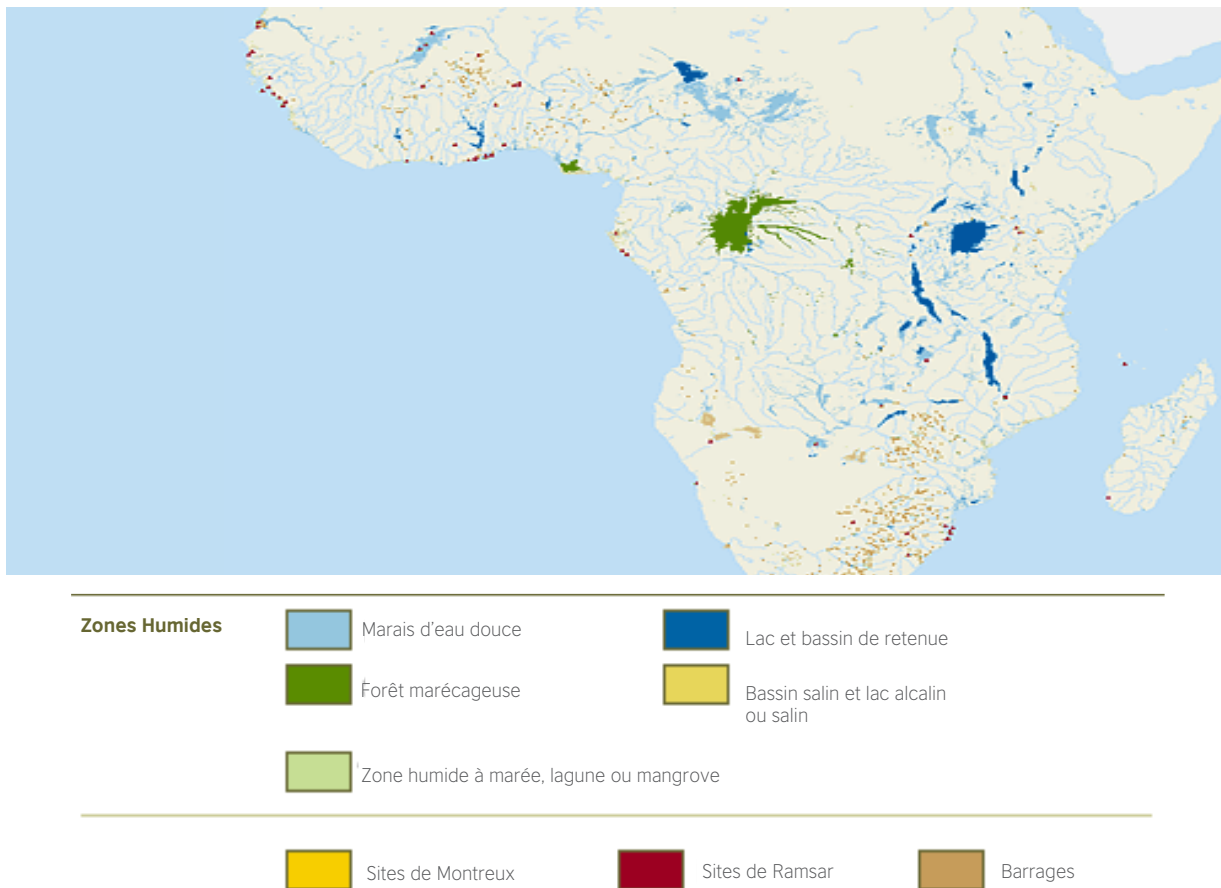 Zones Humides
Marais d'eau douce
Lac et bassin de retenue
Forêt marécageuse
Bassin salin et lac alcalin
ou salin
Zone humide à marée, lagune ou mangrove
Sites de Montreux
Sites de Ramsar
Barrages